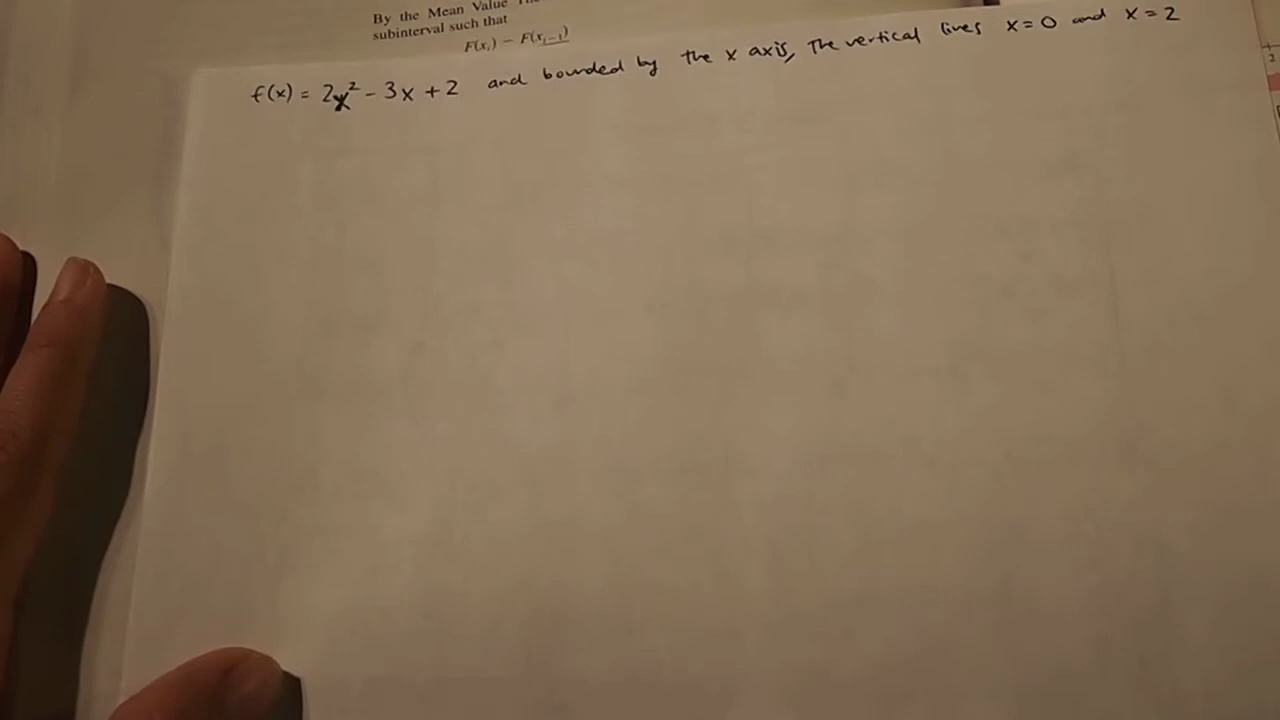 By the Mean Value
subinterval such that
F(xᵢ) − F(xᵢ₋₁)
f(x) = 2x² - 3x + 2 and bounded by the x axis, The vertical lives x = 0 and x = 2